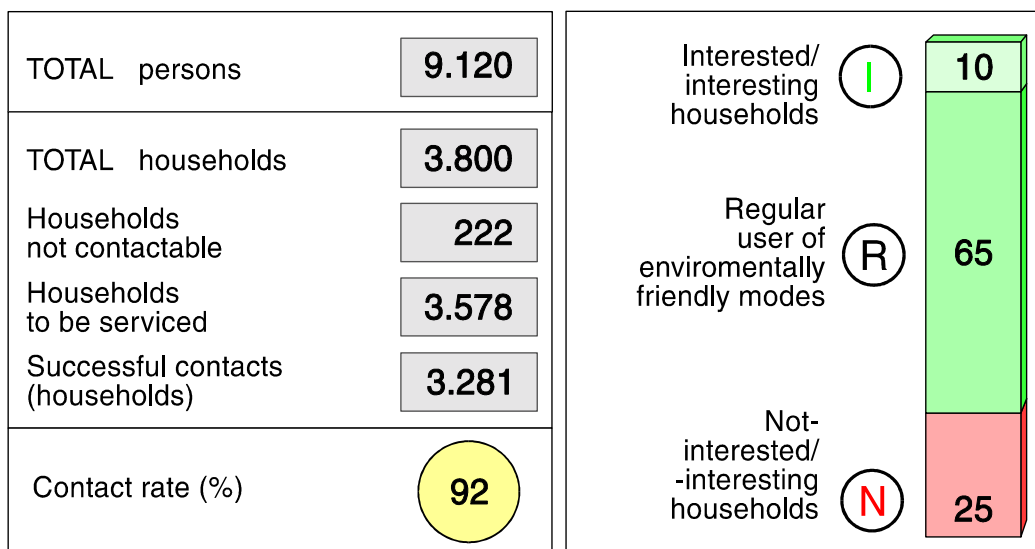 TOTAL persons 9.120
TOTAL households 3.800
Households
not contactable 222
Households
to be serviced 3.578
Successful contacts
(households) 3.281
Contact rate (%) 92
Interested/
interesting
households
I
10
Regular
user of
enviromentally
friendly modes
R
65
Not-
interested/
-interesting
households
N
25